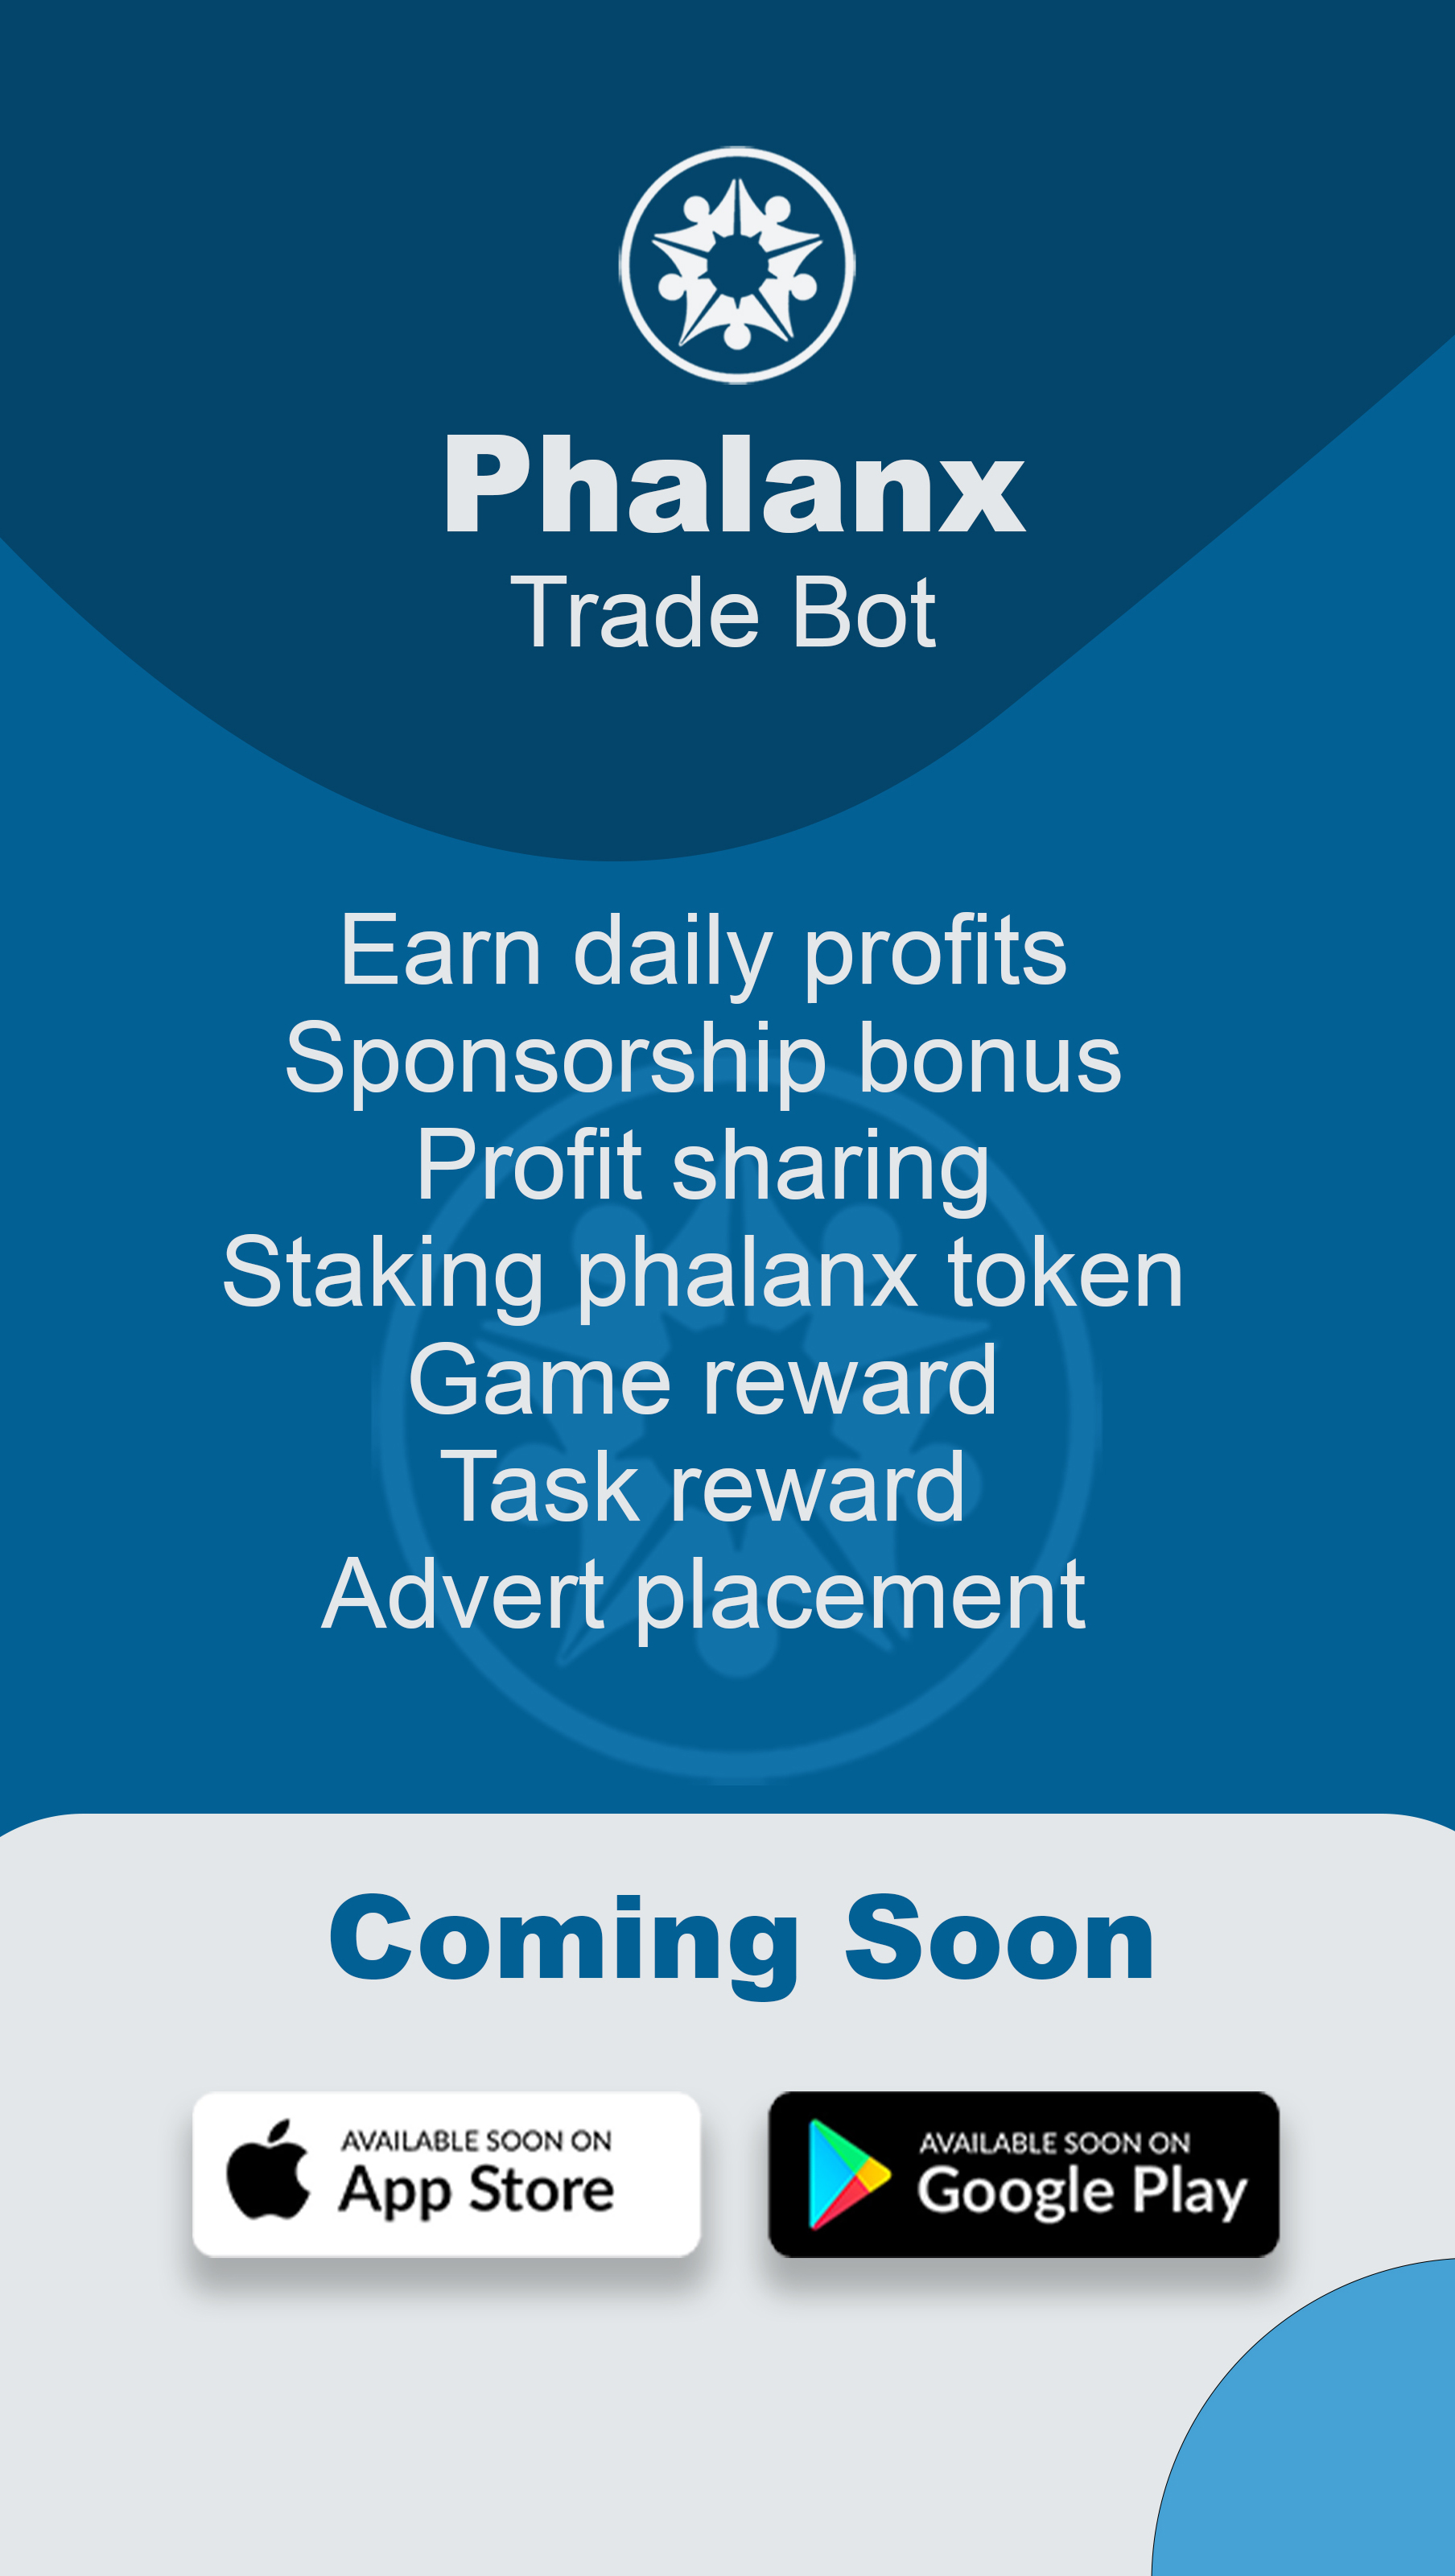 Phalanx
Trade Bot
Earn daily profits
Sponsorship bonus
Profit sharing
Staking phalanx token
Game reward
Task reward
Advert placement
Coming Soon
AVAILABLE SOON ON
App Store
AVAILABLE SOON ON
Google Play